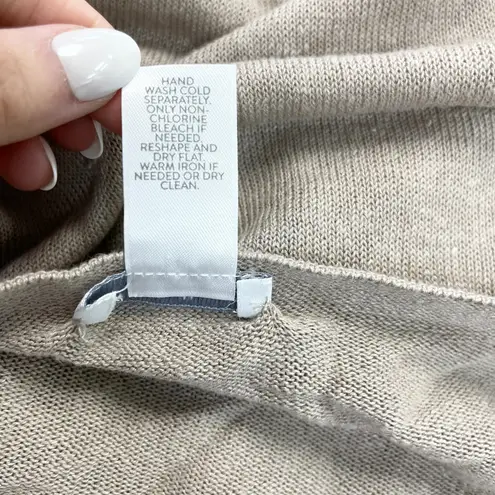 HAND
WASH COLD
SEPARATELY.
ONLY NON-
CHLORINE
BLEACH IF
NEEDED.
RESHAPE AND
DRY FLAT.
WARM IRON IF
NEEDED OR DRY
CLEAN.